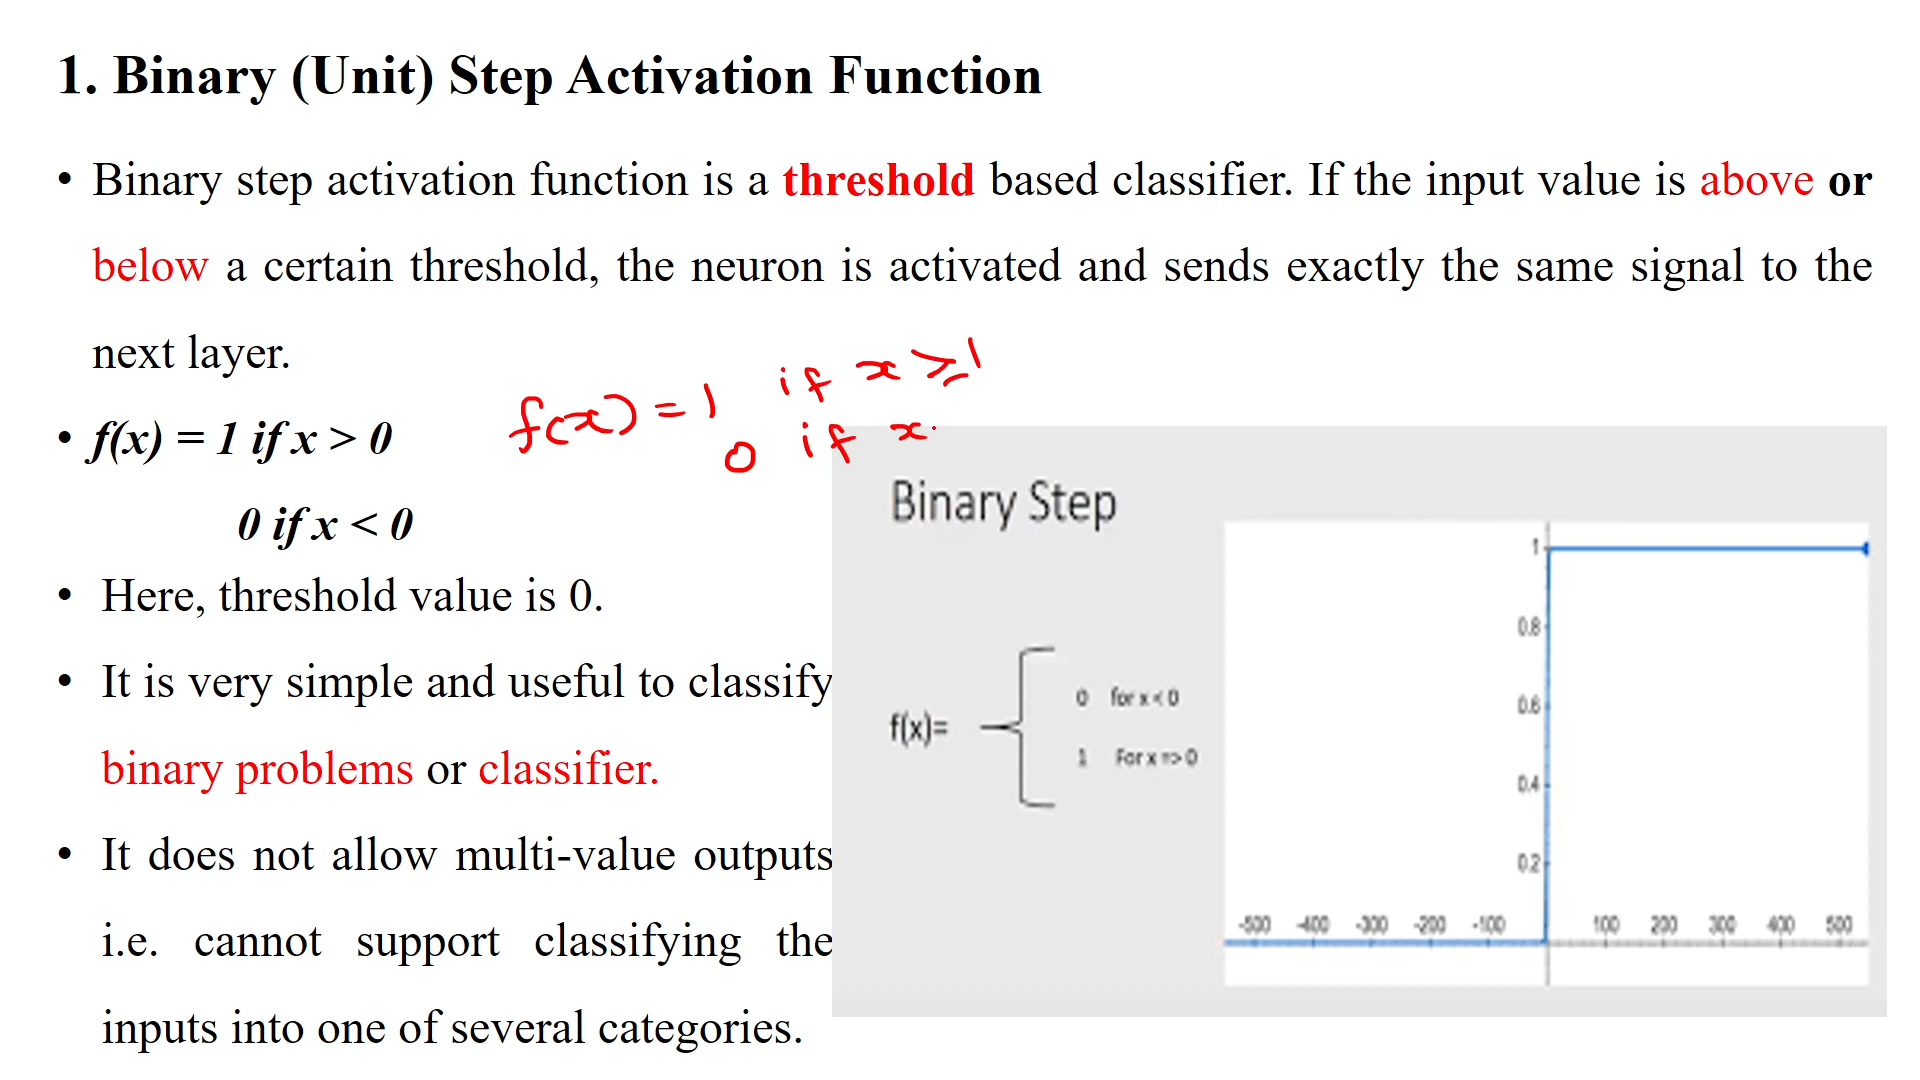 1. Binary (Unit) Step Activation Function
• Binary step activation function is a threshold based classifier. If the input value is above or
below a certain threshold, the neuron is activated and sends exactly the same signal to the
next layer.
f(x) = 1 if x ≥ 1
0 if x
• f(x) = 1 if x > 0
0 if x < 0
• Here, threshold value is 0.
• It is very simple and useful to classify
binary problems or classifier.
• It does not allow multi-value outputs
i.e. cannot support classifying the
inputs into one of several categories.
Binary Step
f(x)=
0 for x < 0
1 For x => 0
1
0.8
0.6
0.4
0.2
-500 -400 -300 -200 -100 100 200 300 400 500